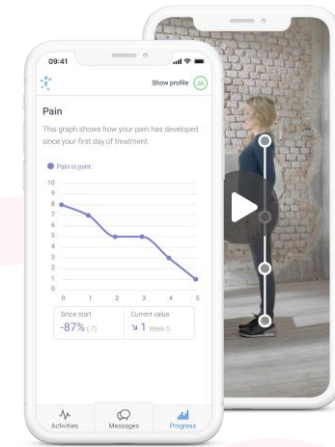 09:41
Show profile JA
Pain
This graph shows how your pain has developed
since your first day of treatment.
Pain in joint
10
9
8
7
6
5
4
3
2
1
0
0 1 2 3 4 5
Since start
-87% (-7)
Current value
↘ 1 Week 5
Activities Messages Progress